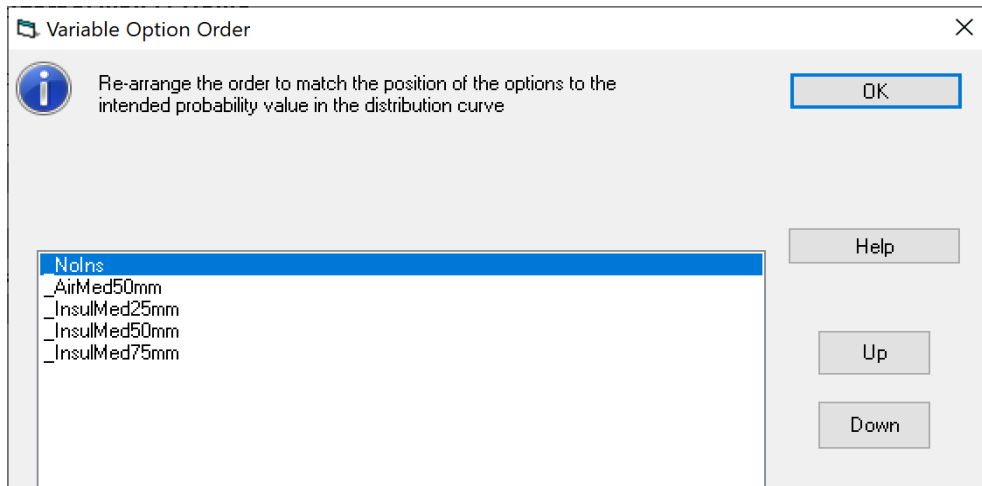 Variable Option Order
Re-arrange the order to match the position of the options to the
intended probability value in the distribution curve
OK
Help
_NoIns
_AirMed50mm
_InsulMed25mm
_InsulMed50mm
_InsulMed75mm
Up
Down